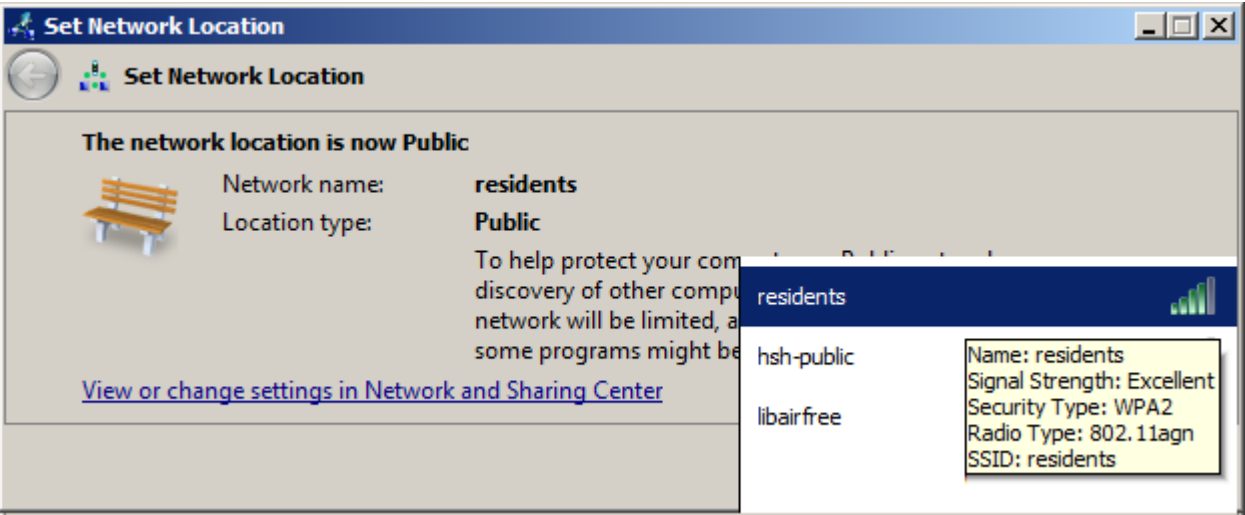 Set Network Location
Set Network Location
The network location is now Public
Network name: residents
Location type: Public
To help protect your
discovery of other
network will be limited,
some programs might be
View or change settings in Network and Sharing Center
residents
hsh-public
libairfree
Name: residents
Signal Strength: Excellent
Security Type: WPA2
Radio Type: 802.11agn
SSID: residents